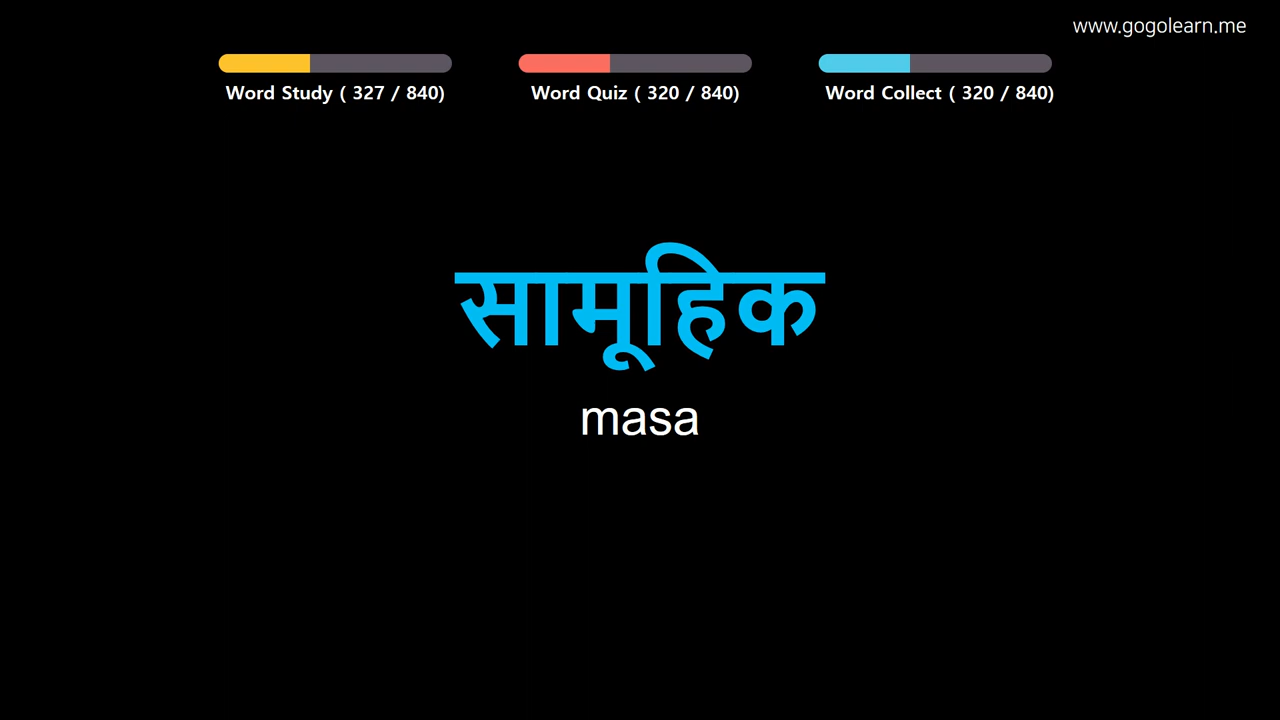 www.gogolearn.me
Word Study ( 327 / 840)
Word Quiz ( 320 / 840)
Word Collect ( 320 / 840)
सामूहिक
masa